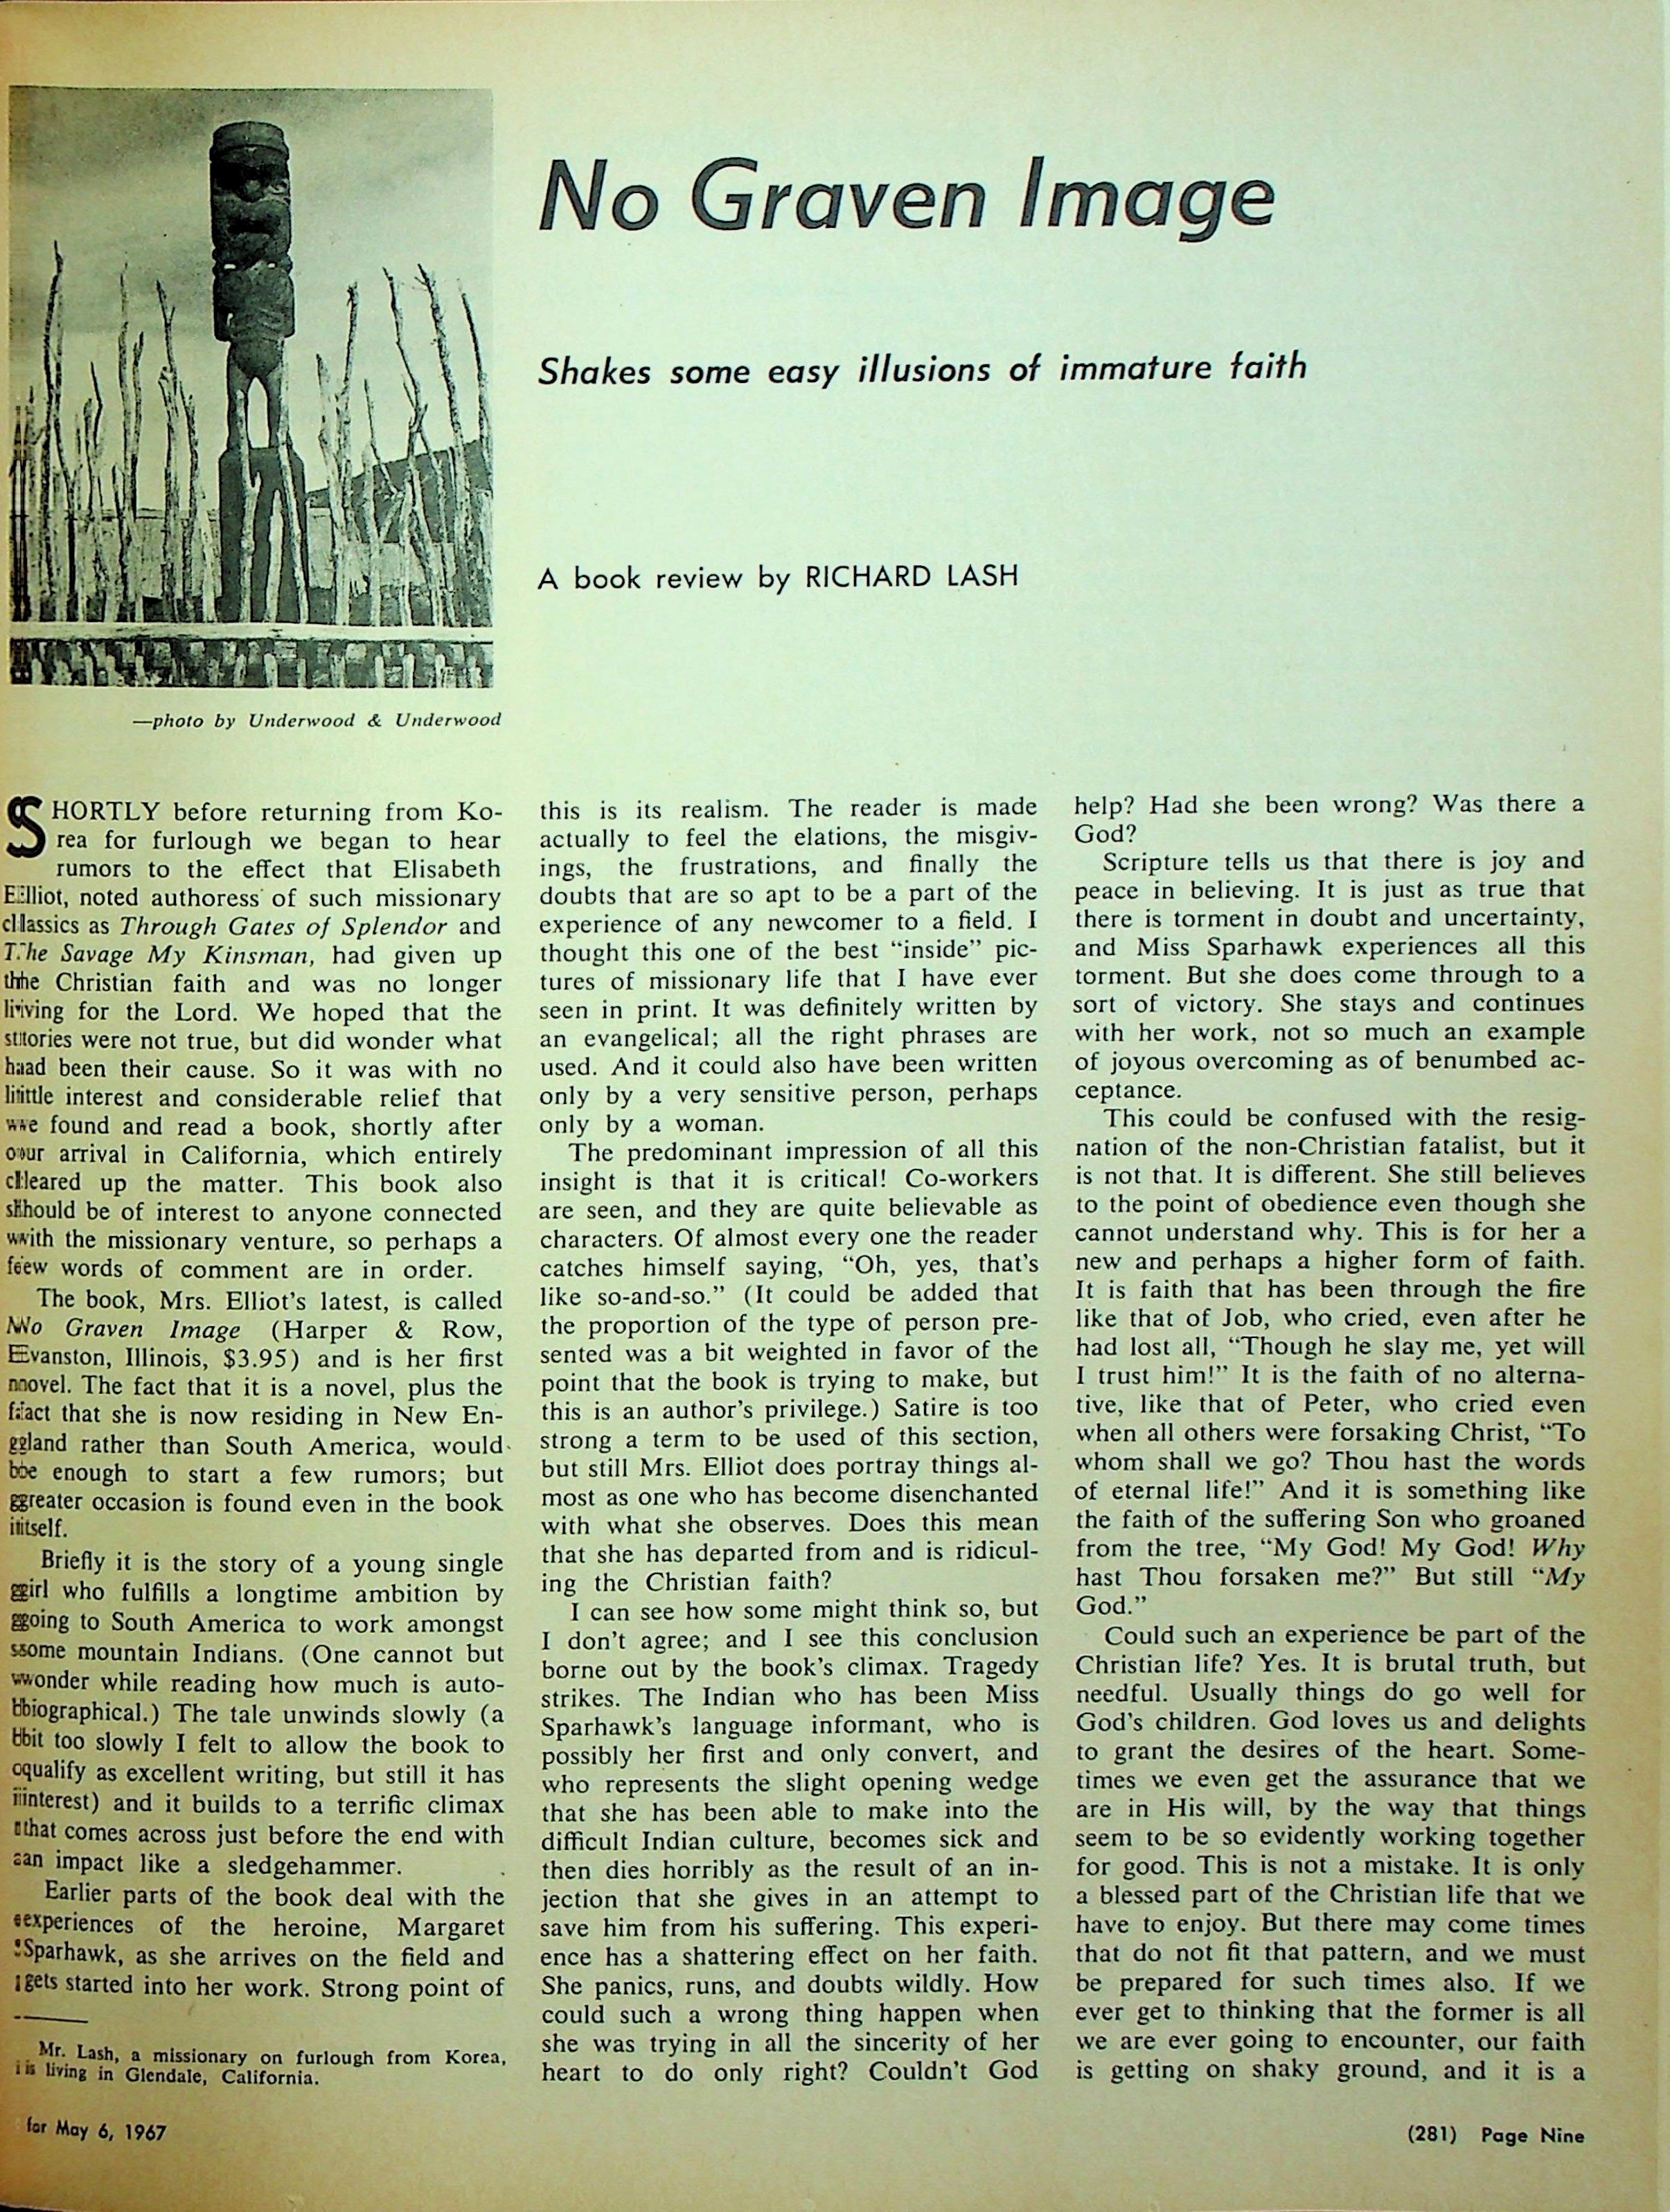 No Graven Image
Shakes some easy illusions of immature faith
A book review by RICHARD LASH
—photo by Underwood & Underwood
SHORTLY before returning from Ko-
rea for furlough we began to hear
rumors to the effect that Elisabeth
Elliot, noted authoress of such missionary
classics as Through Gates of Splendor and
The Savage My Kinsman, had given up
the Christian faith and was no longer
living for the Lord. We hoped that the
stories were not true, but did wonder what
had been their cause. So it was with no
little interest and considerable relief that
we found and read a book, shortly after
our arrival in California, which entirely
cleared up the matter. This book also
should be of interest to anyone connected
with the missionary venture, so perhaps a
few words of comment are in order.
The book, Mrs. Elliot's latest, is called
No Graven Image (Harper & Row,
Evanston, Illinois, $3.95) and is her first
novel. The fact that it is a novel, plus the
fact that she is now residing in New En-
gland rather than South America, would
be enough to start a few rumors; but
greater occasion is found even in the book
itself.
Briefly it is the story of a young single
girl who fulfills a longtime ambition by
going to South America to work amongst
some mountain Indians. (One cannot but
wonder while reading how much is auto-
biographical.) The tale unwinds slowly (a
bit too slowly I felt to allow the book to
qualify as excellent writing, but still it has
interest) and it builds to a terrific climax
that comes across just before the end with
an impact like a sledgehammer.
Earlier parts of the book deal with the
experiences of the heroine, Margaret
Sparhawk, as she arrives on the field and
gets started into her work. Strong point of
Mr. Lash, a missionary on furlough from Korea,
is living in Glendale, California.
this is its realism. The reader is made
actually to feel the elations, the misgiv-
ings, the frustrations, and finally the
doubts that are so apt to be a part of the
experience of any newcomer to a field. I
thought this one of the best "inside" pic-
tures of missionary life that I have ever
seen in print. It was definitely written by
an evangelical; all the right phrases are
used. And it could also have been written
only by a very sensitive person, perhaps
only by a woman.
The predominant impression of all this
insight is that it is critical! Co-workers
are seen, and they are quite believable as
characters. Of almost every one the reader
catches himself saying, "Oh, yes, that's
like so-and-so." (It could be added that
the proportion of the type of person pre-
sented was a bit weighted in favor of the
point that the book is trying to make, but
this is an author's privilege.) Satire is too
strong a term to be used of this section,
but still Mrs. Elliot does portray things al-
most as one who has become disenchanted
with what she observes. Does this mean
that she has departed from and is ridicul-
ing the Christian faith?
I can see how some might think so, but
I don't agree; and I see this conclusion
borne out by the book's climax. Tragedy
strikes. The Indian who has been Miss
Sparhawk's language informant, who is
possibly her first and only convert, and
who represents the slight opening wedge
that she has been able to make into the
difficult Indian culture, becomes sick and
then dies horribly as the result of an in-
jection that she gives in an attempt to
save him from his suffering. This experi-
ence has a shattering effect on her faith.
She panics, runs, and doubts wildly. How
could such a wrong thing happen when
she was trying in all the sincerity of her
heart to do only right? Couldn't God
help? Had she been wrong? Was there a
God?
Scripture tells us that there is joy and
peace in believing. It is just as true that
there is torment in doubt and uncertainty,
and Miss Sparhawk experiences all this
torment. But she does come through to a
sort of victory. She stays and continues
with her work, not so much an example
of joyous overcoming as of benumbed ac-
ceptance.
This could be confused with the resig-
nation of the non-Christian fatalist, but it
is not that. It is different. She still believes
to the point of obedience even though she
cannot understand why. This is for her a
new and perhaps a higher form of faith.
It is faith that has been through the fire
like that of Job, who cried, even after he
had lost all, "Though he slay me, yet will
I trust him!" It is the faith of no alterna-
tive, like that of Peter, who cried even
when all others were forsaking Christ, "To
whom shall we go? Thou hast the words
of eternal life!" And it is something like
the faith of the suffering Son who groaned
from the tree, "My God! My God! Why
hast Thou forsaken me?" But still "My
God."
Could such an experience be part of the
Christian life? Yes. It is brutal truth, but
needful. Usually things do go well for
God's children. God loves us and delights
to grant the desires of the heart. Some-
times we even get the assurance that we
are in His will, by the way that things
seem to be so evidently working together
for good. This is not a mistake. It is only
a blessed part of the Christian life that we
have to enjoy. But there may come times
that do not fit that pattern, and we must
be prepared for such times also. If we
ever get to thinking that the former is all
we are ever going to encounter, our faith
is getting on shaky ground, and it is a
for May 6, 1967
(281) Page Nine